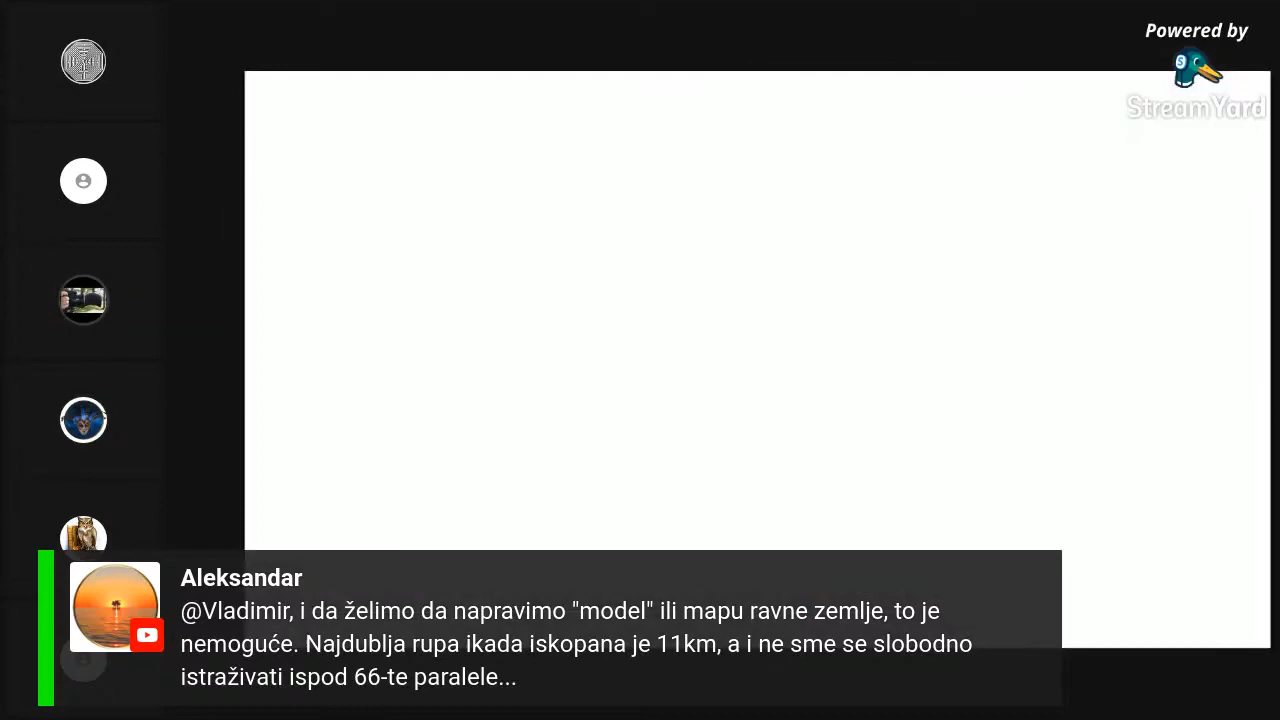 Powered by
StreamYard
Aleksandar
@Vladimir, i da želimo da napravimo "model" ili mapu ravne zemlje, to je
nemoguće. Najdublja rupa ikada iskopana je 11km, a i ne sme se slobodno
istraživati ispod 66-te paralele...